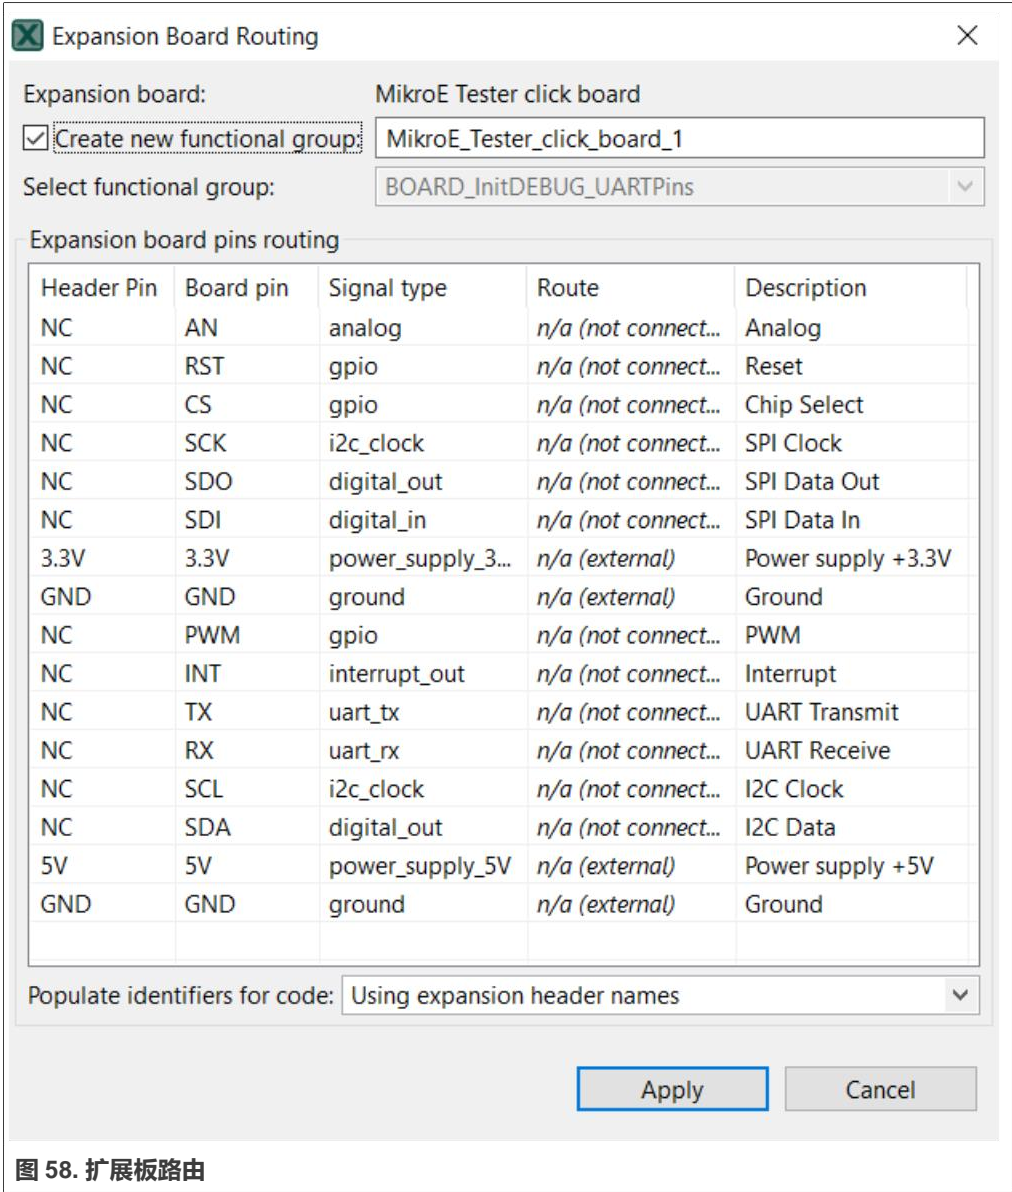 Expansion Board Routing
Expansion board: MikroE Tester click board
Create new functional group: MikroE_Tester_click_board_1
Select functional group: BOARD_InitDEBUG_UARTPins
Expansion board pins routing
Header Pin Board pin Signal type Route Description
NC AN analog n/a (not connect... Analog
NC RST gpio n/a (not connect... Reset
NC CS gpio n/a (not connect... Chip Select
NC SCK i2c_clock n/a (not connect... SPI Clock
NC SDO digital_out n/a (not connect... SPI Data Out
NC SDI digital_in n/a (not connect... SPI Data In
3.3V 3.3V power_supply_3... n/a (external) Power supply +3.3V
GND GND ground n/a (external) Ground
NC PWM gpio n/a (not connect... PWM
NC INT interrupt_out n/a (not connect... Interrupt
NC TX uart_tx n/a (not connect... UART Transmit
NC RX uart_rx n/a (not connect... UART Receive
NC SCL i2c_clock n/a (not connect... I2C Clock
NC SDA digital_out n/a (not connect... I2C Data
5V 5V power_supply_5V n/a (external) Power supply +5V
GND GND ground n/a (external) Ground
Populate identifiers for code: Using expansion header names
Apply Cancel
图 58. 扩展板路由